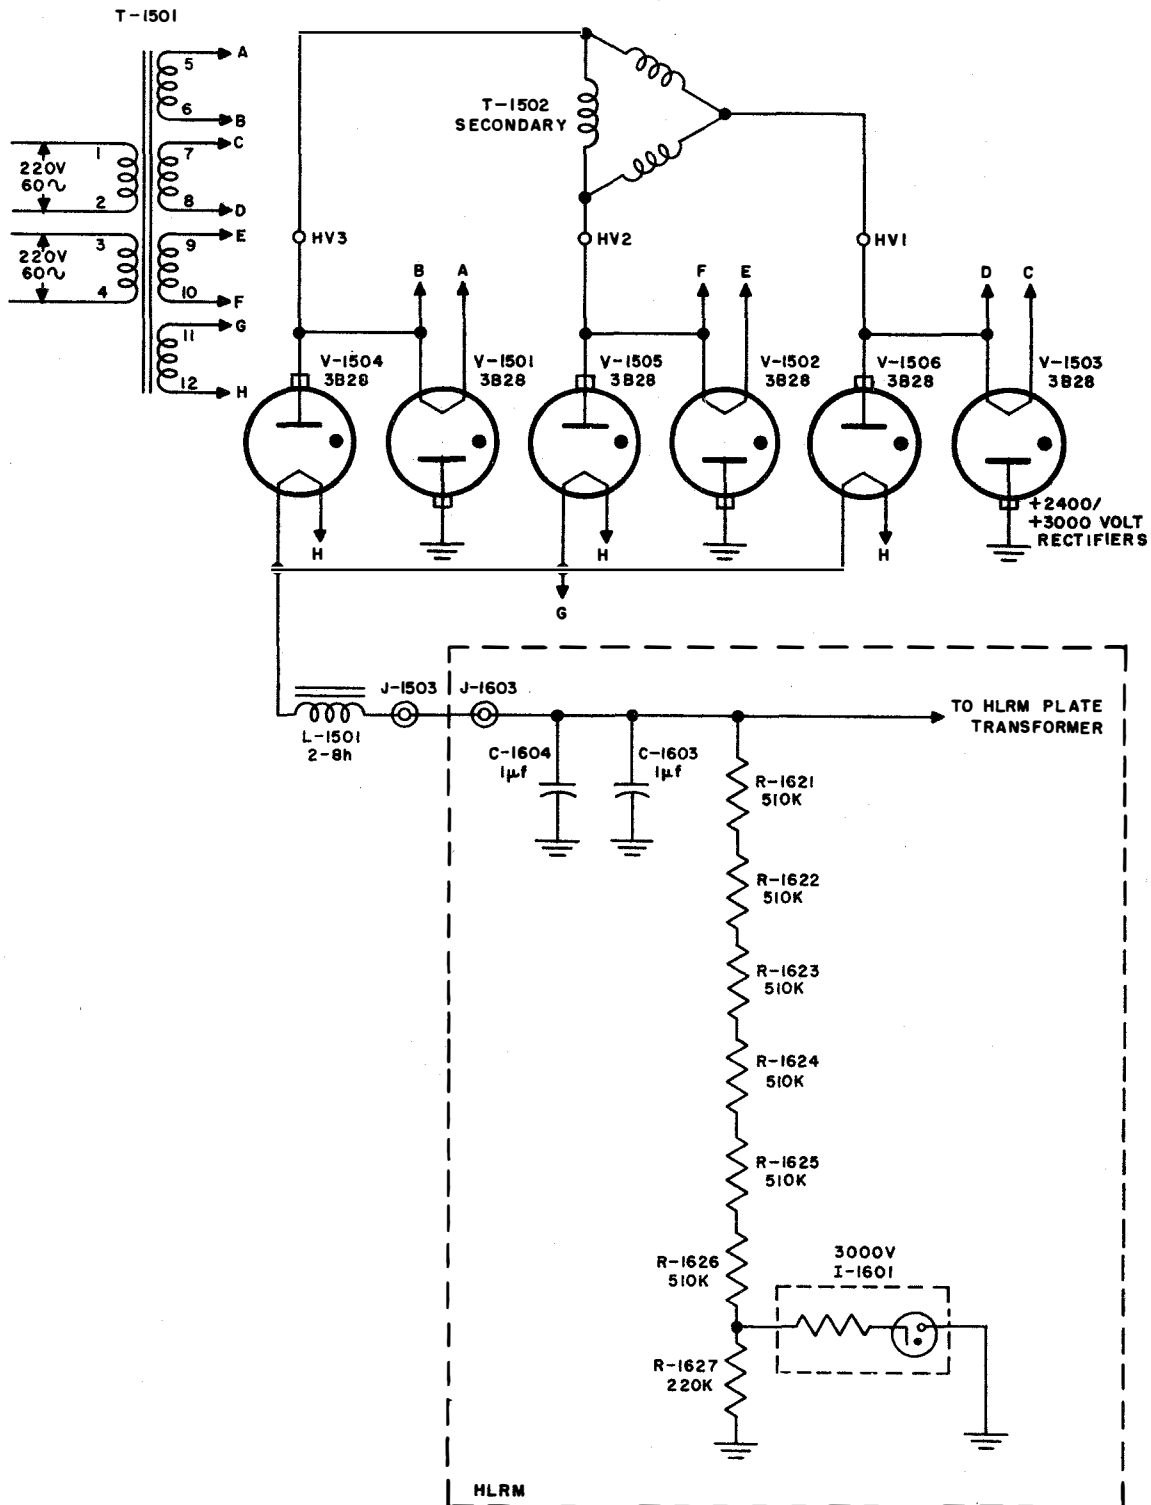 T-1501
5
A
6
B
C
1
7
220V
60~
2
8
D
E
3
9
220V
60~
4
10
F
G
11
12
H
T-1502
SECONDARY
HV3
HV2
HV1
B
A
F
E
D
C
V-1504
3B28
V-1501
3B28
V-1505
3B28
V-1502
3B28
V-1506
3B28
V-1503
3B28
+2400/
+3000 VOLT
RECTIFIERS
H
H
H
G
J-1503
J-1603
L-1501
2-8h
TO HLRM PLATE
TRANSFORMER
C-1604
1μf
C-1603
1μf
R-1621
510K
R-1622
510K
R-1623
510K
R-1624
510K
R-1625
510K
R-1626
510K
3000V
I-1601
R-1627
220K
HLRM